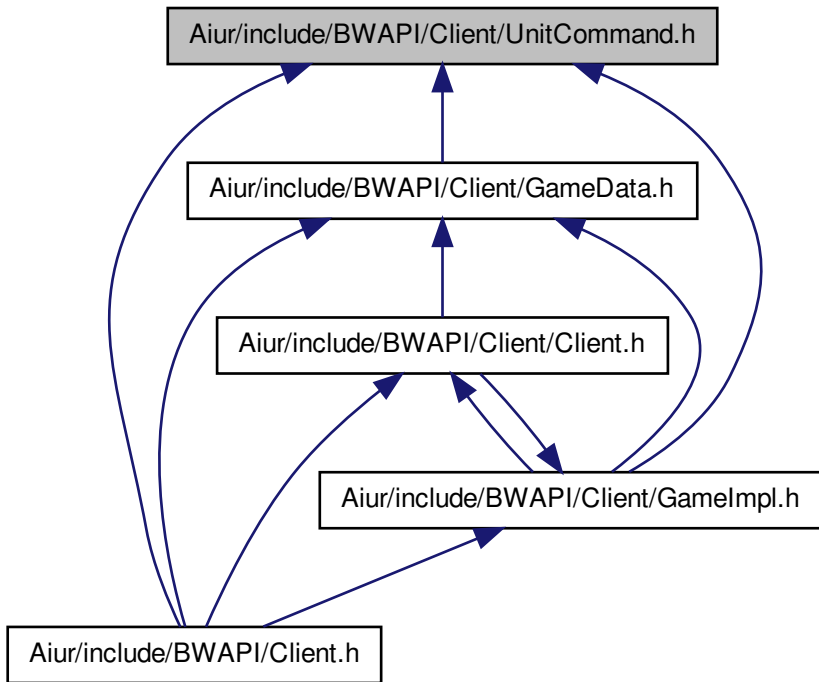 Aiur/include/BWAPI/Client/UnitCommand.h
Aiur/include/BWAPI/Client/GameData.h
Aiur/include/BWAPI/Client/Client.h
Aiur/include/BWAPI/Client/GameImpl.h
Aiur/include/BWAPI/Client.h